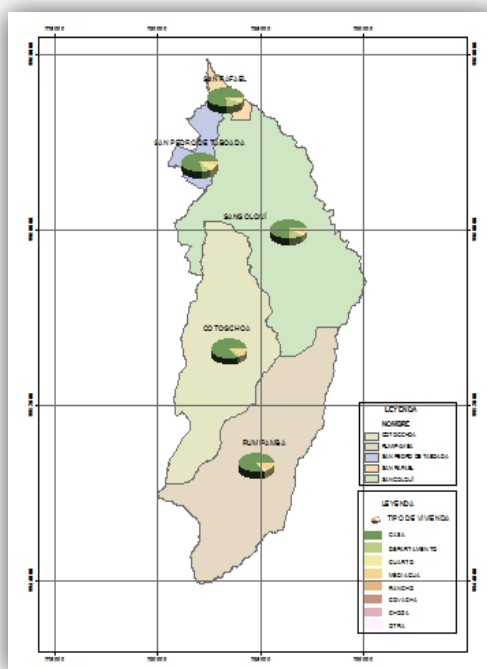 SAN RAFAEL
SAN PEDRO DE TABOADA
SANGOLQUÍ
COTOGCHOA
RUMIPAMBA
LEYENDA
NOMBRE
COTOGCHOA
RUMIPAMBA
SAN PEDRO DE TABOADA
SAN RAFAEL
SANGOLQUÍ
LEYENDA
TIPO DE VIVIENDA
CASA
DEPARTAMENTO
CUARTO
MEDIAGUA
RANCHO
COVACHA
CHOZA
OTRA